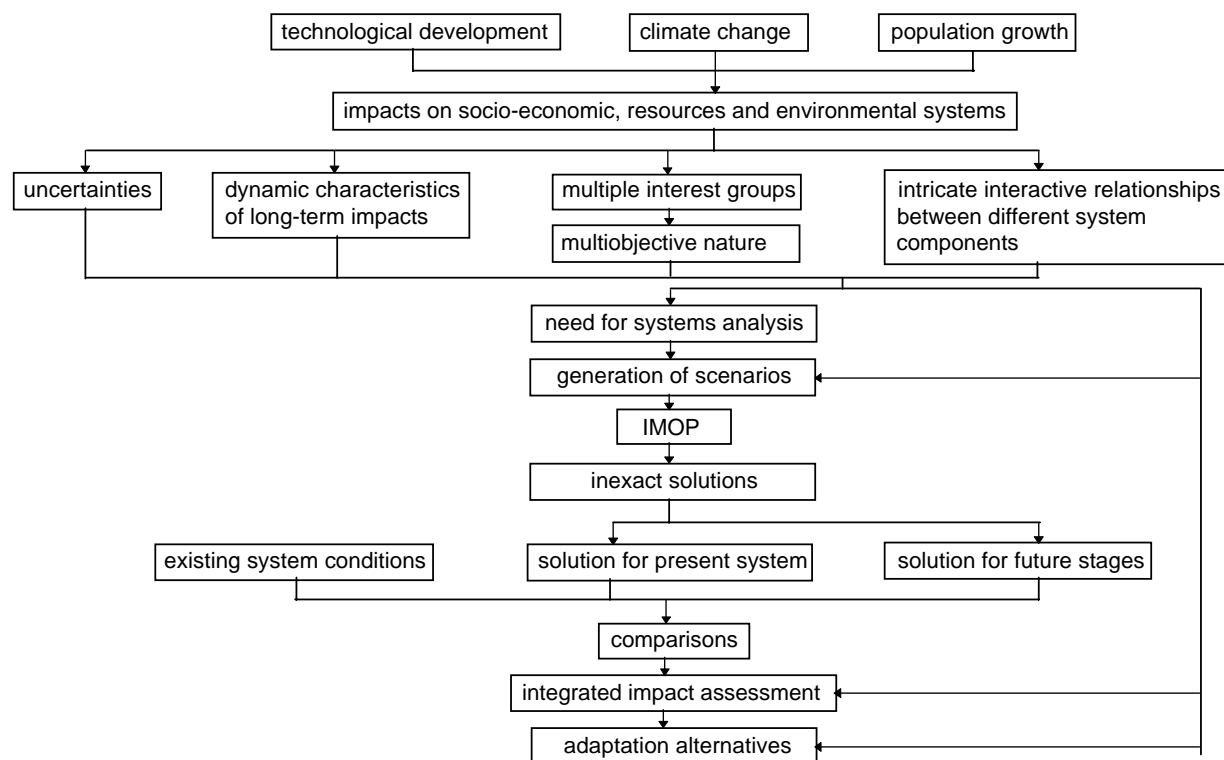 technological development
climate change
population growth
impacts on socio-economic, resources and environmental systems
uncertainties
dynamic characteristics
of long-term impacts
multiple interest groups
multiobjective nature
intricate interactive relationships
between different system
components
need for systems analysis
generation of scenarios
IMOP
inexact solutions
existing system conditions
solution for present system
solution for future stages
comparisons
integrated impact assessment
adaptation alternatives